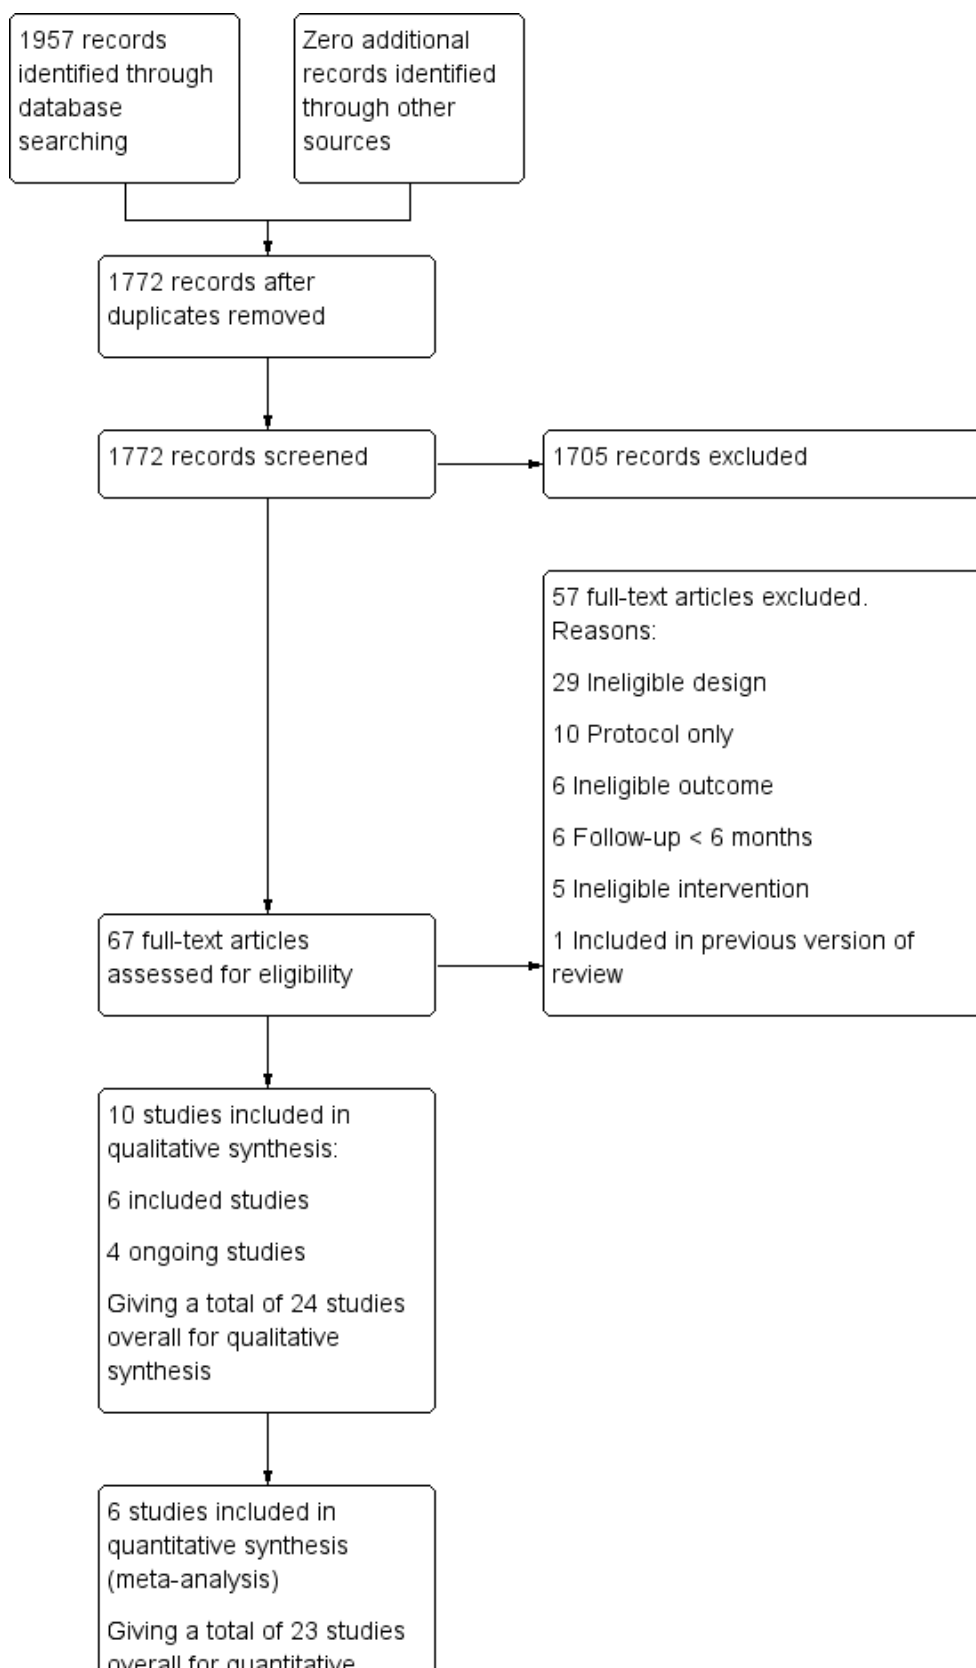 1957 records
identified through
database
searching
Zero additional
records identified
through other
sources
1772 records after
duplicates removed
1772 records screened
1705 records excluded
57 full-text articles excluded.
Reasons:
29 Ineligible design
10 Protocol only
6 Ineligible outcome
6 Follow-up < 6 months
5 Ineligible intervention
1 Included in previous version of
review
67 full-text articles
assessed for eligibility
10 studies included in
qualitative synthesis:
6 included studies
4 ongoing studies
Giving a total of 24 studies
overall for qualitative
synthesis
6 studies included in
quantitative synthesis
(meta-analysis)
Giving a total of 23 studies
overall for quantitative